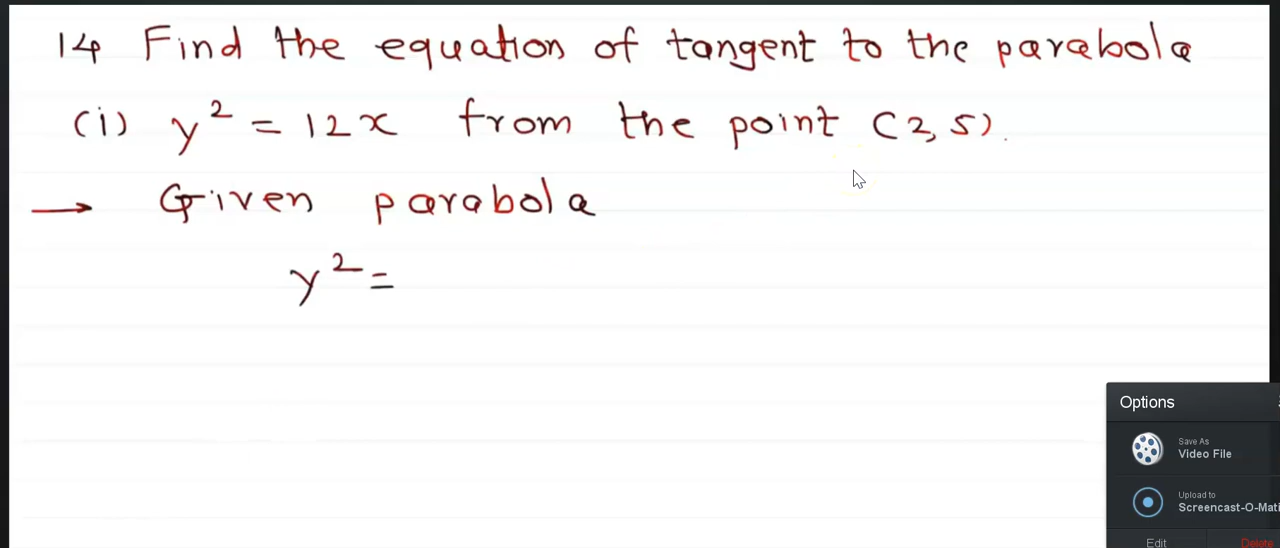 14 Find the equation of tangent to the parabola
(i) y² = 12x from the point (2,5).
→ Given parabola
y² =
Options
Save As
Video File
Upload to
Screencast-O-Mati
Edit
Delete